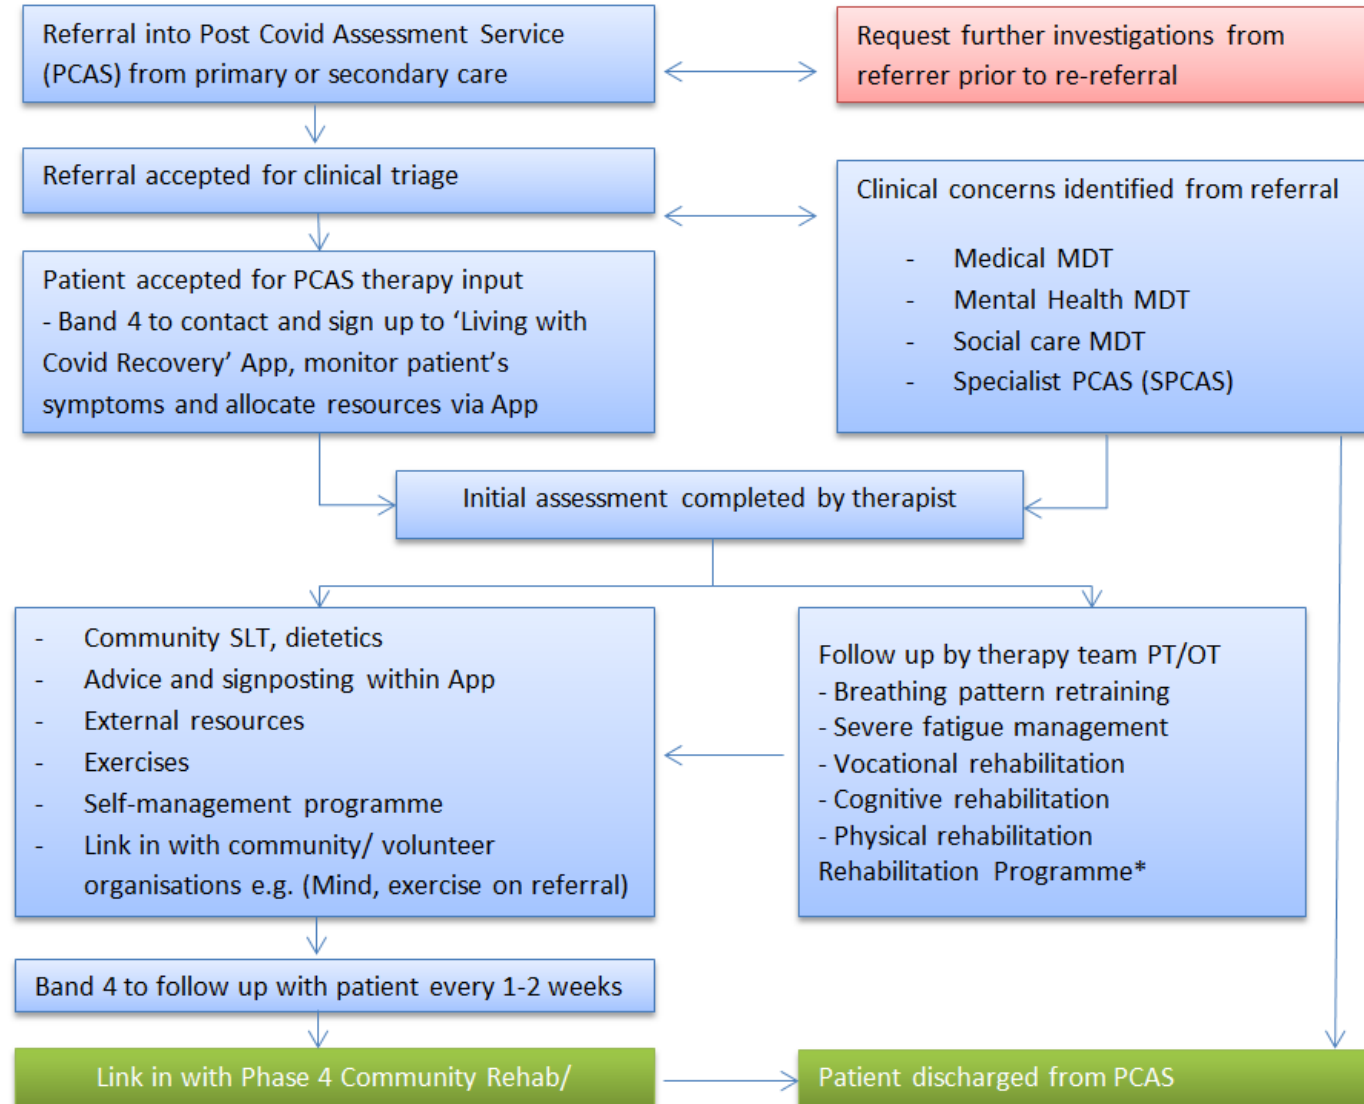 Referral into Post Covid Assessment Service
(PCAS) from primary or secondary care
Request further investigations from
referrer prior to re-referral
Referral accepted for clinical triage
Clinical concerns identified from referral
- Medical MDT
- Mental Health MDT
- Social care MDT
- Specialist PCAS (SPCAS)
Patient accepted for PCAS therapy input
- Band 4 to contact and sign up to ‘Living with
Covid Recovery’ App, monitor patient’s
symptoms and allocate resources via App
Initial assessment completed by therapist
- Community SLT, dietetics
- Advice and signposting within App
- External resources
- Exercises
- Self-management programme
- Link in with community/ volunteer
organisations e.g. (Mind, exercise on referral)
Follow up by therapy team PT/OT
- Breathing pattern retraining
- Severe fatigue management
- Vocational rehabilitation
- Cognitive rehabilitation
- Physical rehabilitation
Rehabilitation Programme*
Band 4 to follow up with patient every 1-2 weeks
Link in with Phase 4 Community Rehab/
Patient discharged from PCAS